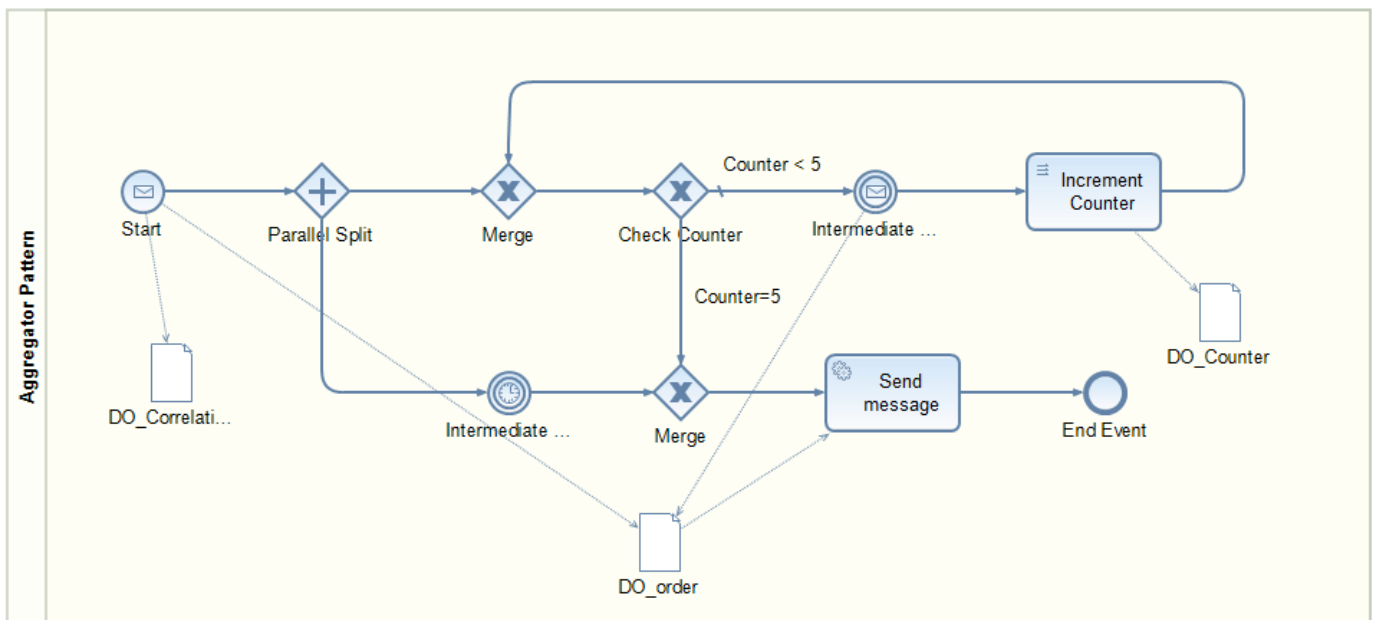 Aggregator Pattern
Counter < 5
Increment
Counter
Start
Parallel Split
Merge
Check Counter
Intermediate ...
Counter=5
DO_Counter
DO_Correlati...
Send
message
Intermediate ...
Merge
End Event
DO_order